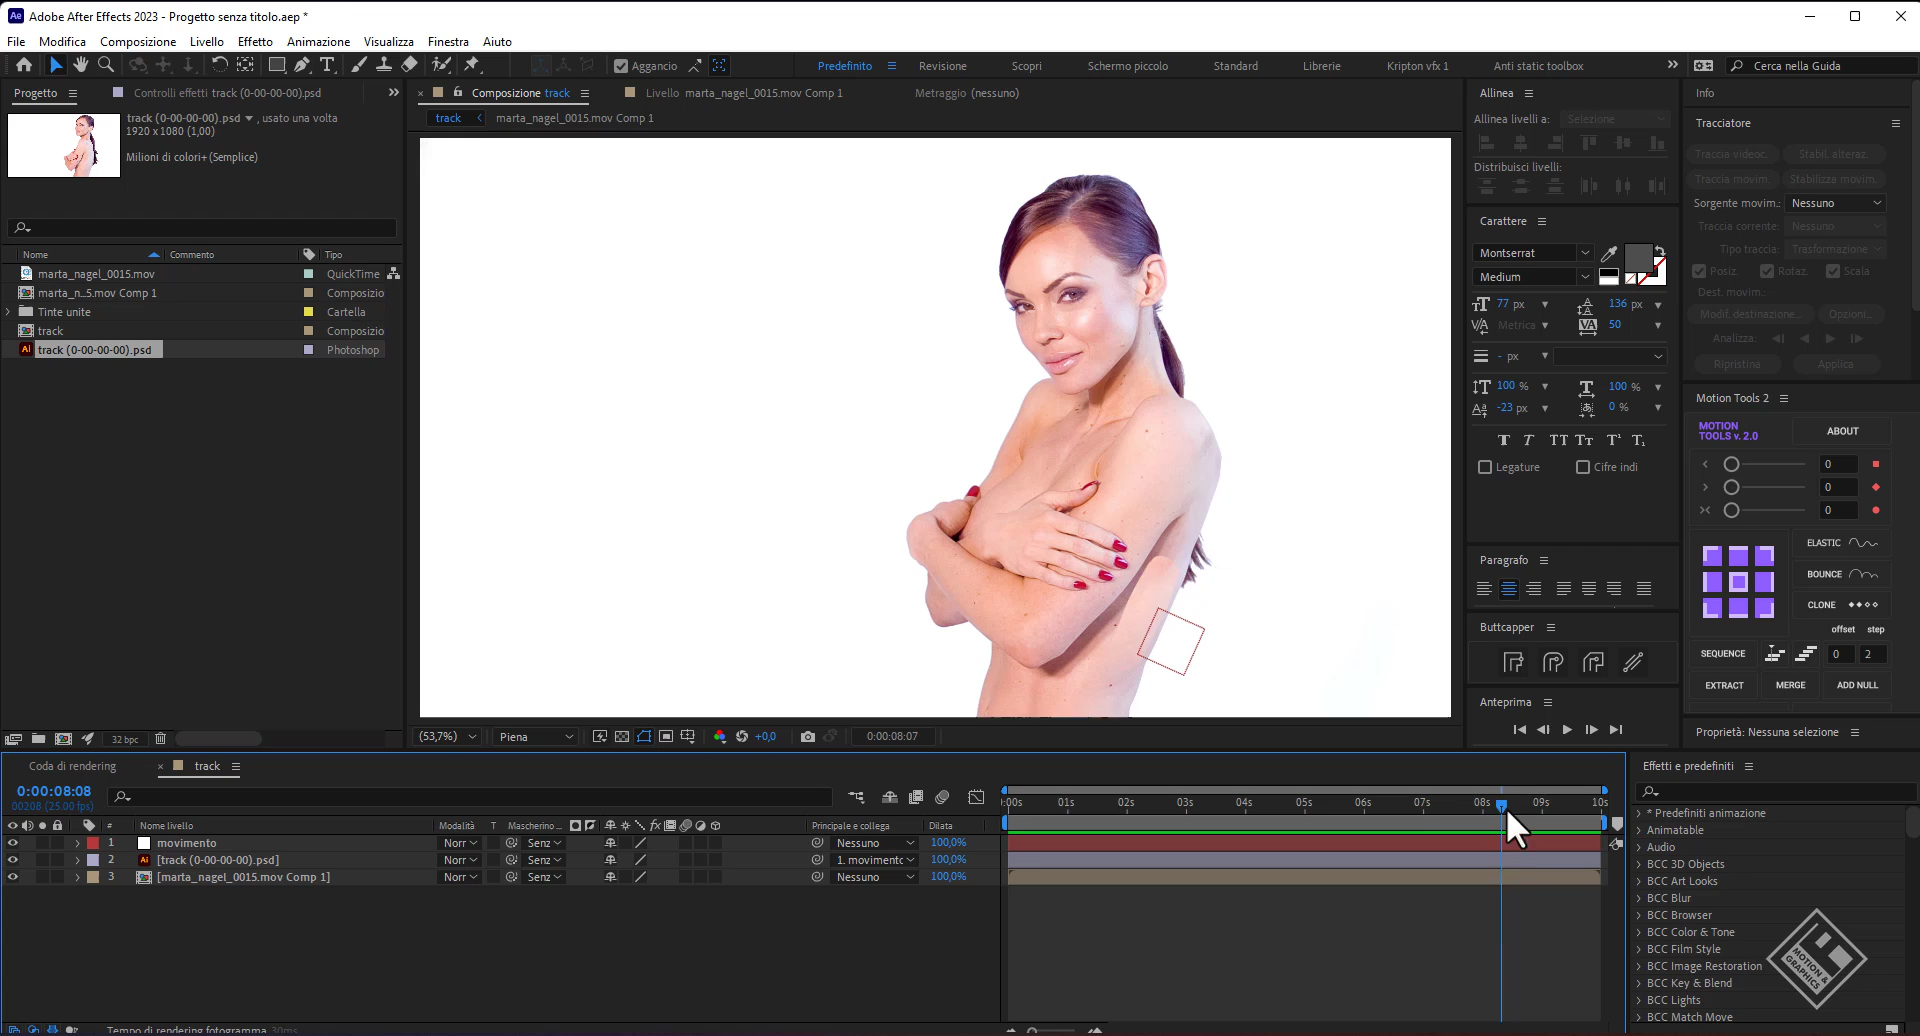 Adobe After Effects 2023 - Progetto senza titolo.aep *
File Modifica Composizione Livello Effetto Animazione Visualizza Finestra Aiuto
Aggancio
Predefinito Revisione Scopri Schermo piccolo Standard Librerie Kripton vfx 1 Anti static toolbox
Cerca nella Guida
Progetto
Controlli effetti track (0-00-00-00).psd
Composizione track
Livello marta_nagel_0015.mov Comp 1
Metraggio (nessuno)
track marta_nagel_0015.mov Comp 1
track (0-00-00-00).psd , usato una volta
1920 x 1080 (1,00)
Milioni di colori+ (Semplice)
Nome Commento Tipo
marta_nagel_0015.mov QuickTime
marta_n...5.mov Comp 1 Composizio
Tinte unite Cartella
track Composizio
track (0-00-00-00).psd Photoshop
32 bpc
(53,7%) Piena +0,0 0:00:08:07
Allinea
Allinea livelli a: Selezione
Distribuisci livelli:
Carattere
Montserrat
Medium
77 px 136 px
Metrica 50
- px
100 % 100 %
-23 px 0 %
Legature Cifre indi
Paragrafo
Buttcapper
Anteprima
Info
Tracciatore
Traccia videoc. Stabil. alteraz.
Traccia movim. Stabilizza movim.
Sorgente movim.: Nessuno
Traccia corrente: Nessuno
Tipo traccia: Trasformazione
Posiz. Rotaz. Scala
Dest. movim.:
Modif. destinazione... Opzioni...
Analizza:
Ripristina Applica
Motion Tools 2
MOTION TOOLS v. 2.0 ABOUT
0
0
0
ELASTIC
BOUNCE
CLONE
offset step
SEQUENCE 0 2
EXTRACT MERGE ADD NULL
Proprietà: Nessuna selezione
Coda di rendering track
0:00:08:08
00208 (25.00 fps)
:00s 01s 02s 03s 04s 05s 06s 07s 08s 09s 10s
# Nome livello Modalità T Mascherino ... Principale e collega Dilata
1 movimento Norr Senz Nessuno 100,0%
2 [track (0-00-00-00).psd] Norr Senz 1. movimento 100,0%
3 [marta_nagel_0015.mov Comp 1] Norr Senz Nessuno 100,0%
Tempo di rendering fotogramma 30ms
Effetti e predefiniti
* Predefiniti animazione
Animatable
Audio
BCC 3D Objects
BCC Art Looks
BCC Blur
BCC Browser
BCC Color & Tone
BCC Film Style
BCC Image Restoration
BCC Key & Blend
BCC Lights
BCC Match Move
MOTION &
GRAPHICS